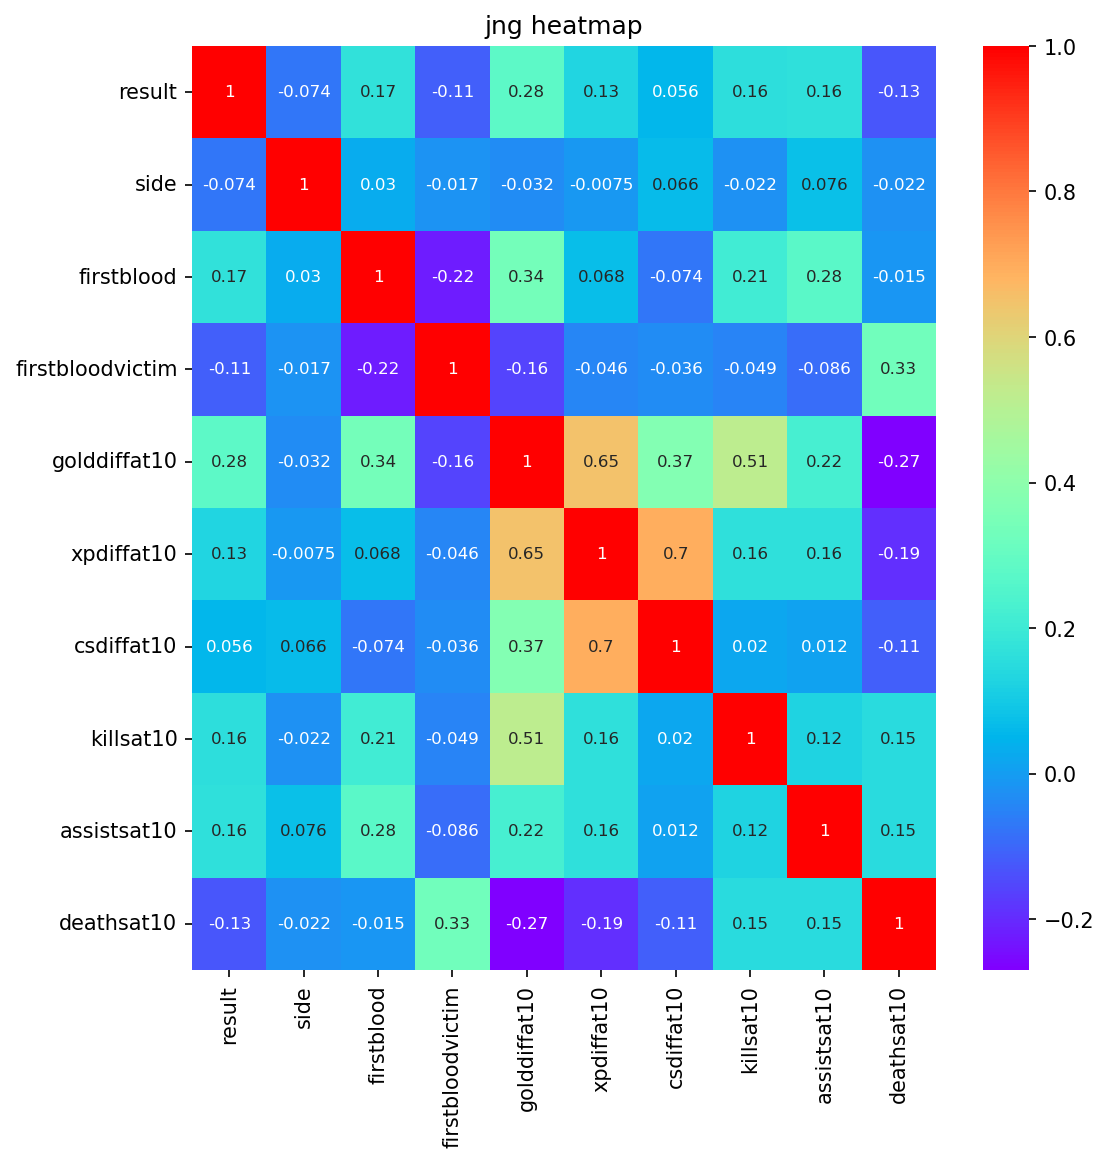 jng heatmap
result 1 -0.074 0.17 -0.11 0.28 0.13 0.056 0.16 0.16 -0.13
side -0.074 1 0.03 -0.017 -0.032 -0.0075 0.066 -0.022 0.076 -0.022
firstblood 0.17 0.03 1 -0.22 0.34 0.068 -0.074 0.21 0.28 -0.015
firstbloodvictim -0.11 -0.017 -0.22 1 -0.16 -0.046 -0.036 -0.049 -0.086 0.33
golddiffat10 0.28 -0.032 0.34 -0.16 1 0.65 0.37 0.51 0.22 -0.27
xpdiffat10 0.13 -0.0075 0.068 -0.046 0.65 1 0.7 0.16 0.16 -0.19
csdiffat10 0.056 0.066 -0.074 -0.036 0.37 0.7 1 0.02 0.012 -0.11
killsat10 0.16 -0.022 0.21 -0.049 0.51 0.16 0.02 1 0.12 0.15
assistsat10 0.16 0.076 0.28 -0.086 0.22 0.16 0.012 0.12 1 0.15
deathsat10 -0.13 -0.022 -0.015 0.33 -0.27 -0.19 -0.11 0.15 0.15 1
result side firstblood firstbloodvictim golddiffat10 xpdiffat10 csdiffat10 killsat10 assistsat10 deathsat10
1.0
0.8
0.6
0.4
0.2
0.0
−0.2